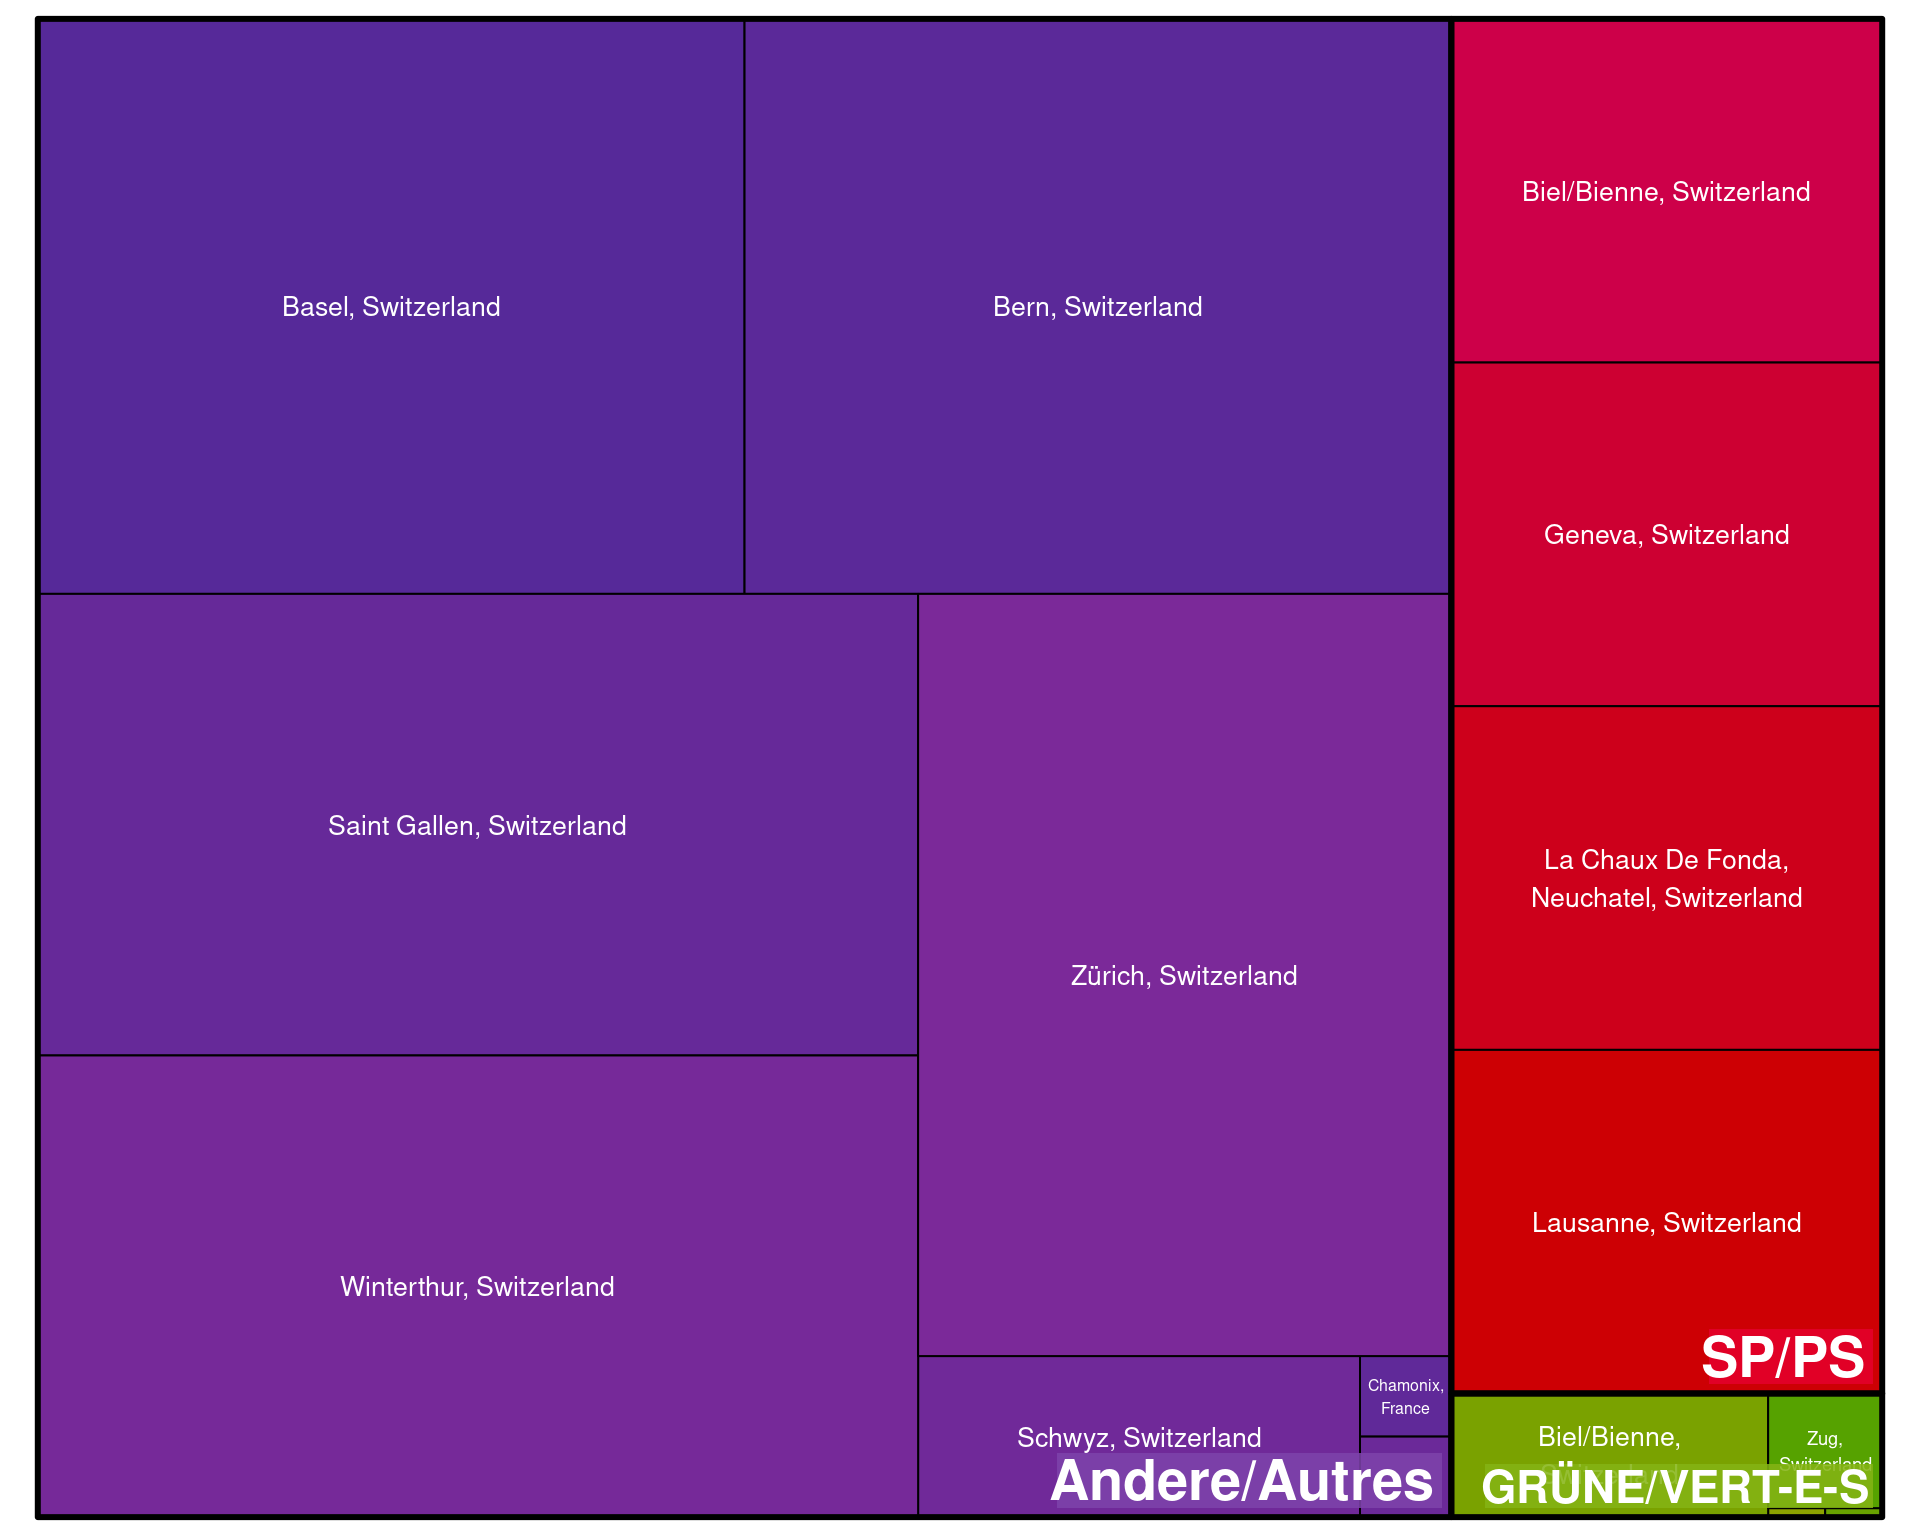 Basel, Switzerland
Bern, Switzerland
Saint Gallen, Switzerland
Zürich, Switzerland
Winterthur, Switzerland
Schwyz, Switzerland
Chamonix,
France
Andere/Autres
Biel/Bienne, Switzerland
Geneva, Switzerland
La Chaux De Fonda,
Neuchatel, Switzerland
Lausanne, Switzerland
SP/PS
Biel/Bienne,
Zug,
Switzerland
GRÜNE/VERT-E-S